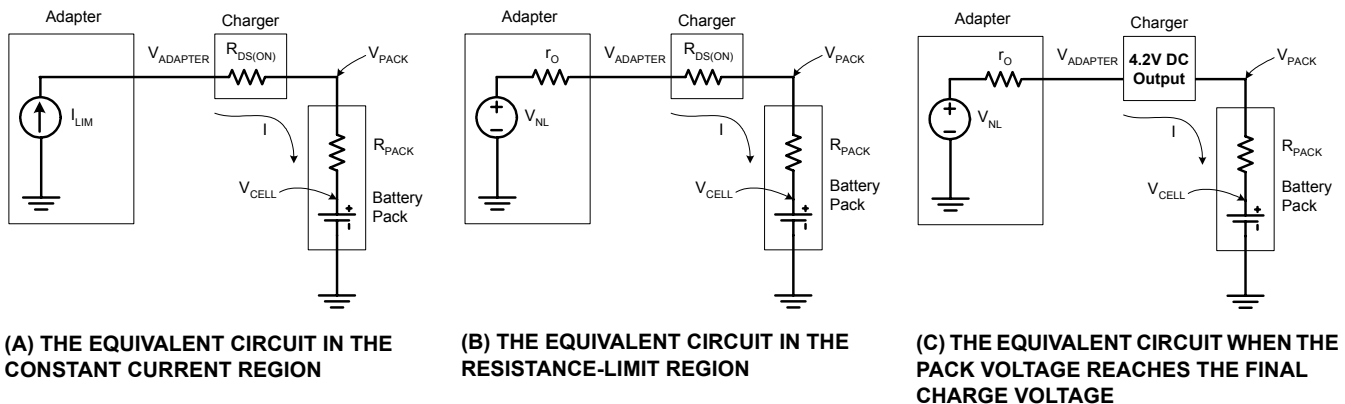 Adapter
Charger
V_ADAPTER
R_DS(ON)
V_PACK
I_LIM
I
R_PACK
V_CELL
Battery
Pack
+
(A) THE EQUIVALENT CIRCUIT IN THE
CONSTANT CURRENT REGION
Adapter
Charger
r_O
V_ADAPTER
R_DS(ON)
V_PACK
+
V_NL
I
R_PACK
V_CELL
Battery
Pack
+
(B) THE EQUIVALENT CIRCUIT IN THE
RESISTANCE-LIMIT REGION
Adapter
Charger
r_O
V_ADAPTER
4.2V DC
Output
V_PACK
+
V_NL
I
R_PACK
V_CELL
Battery
Pack
+
(C) THE EQUIVALENT CIRCUIT WHEN THE
PACK VOLTAGE REACHES THE FINAL
CHARGE VOLTAGE